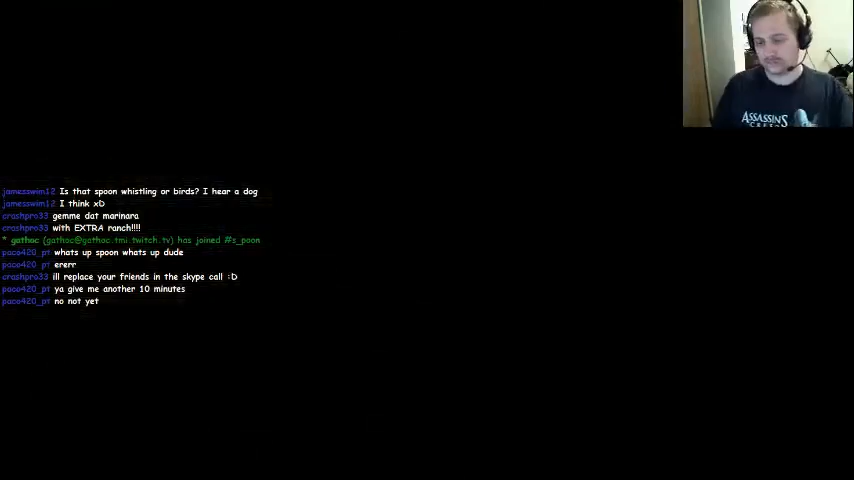 jamesswim12 Is that spoon whistling or birds? I hear a dog
jamesswim12 I think xD
crashpro33 gemme dat marinara
crashpro33 with EXTRA ranch!!!!
* gathoc (gathoc@gathoc.tmi.twitch.tv) has joined #s_poon
paco420_pt whats up spoon whats up dude
paco420_pt ererr
crashpro33 ill replace your friends in the skype call :D
paco420_pt ya give me another 10 minutes
paco420_pt no not yet
ASSASSINS
CREED